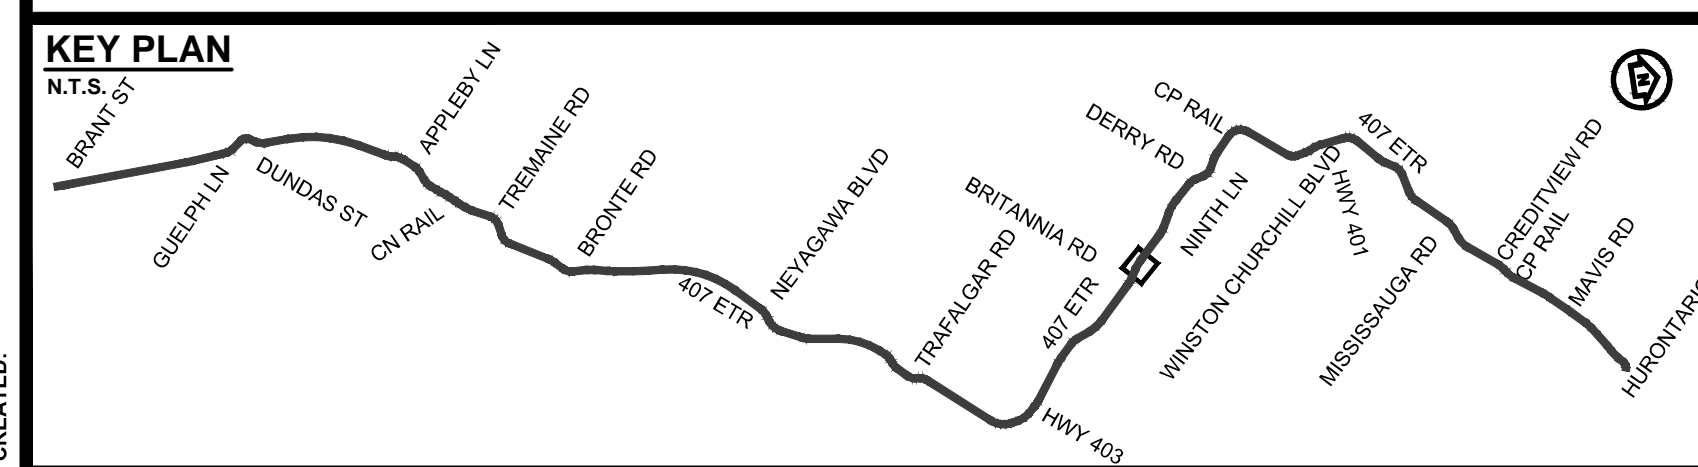 KEY PLAN
N.T.S.
BRANT ST
GUELPH LN
DUNDAS ST
CN RAIL
APPLEBY LN
TREMAINE RD
BRONTE RD
407 ETR
NEYAGAWA BLVD
TRAFALGAR RD
HWY 403
407 ETR
BRITANNIA RD
DERRY RD
CP RAIL
NINTH LN
WINSTON CHURCHILL BLVD
HWY 401
407 ETR
MISSISSAUGA RD
CREDITVIEW RD
CP RAIL
MAVIS RD
HURONTARIO
N
CREATED: